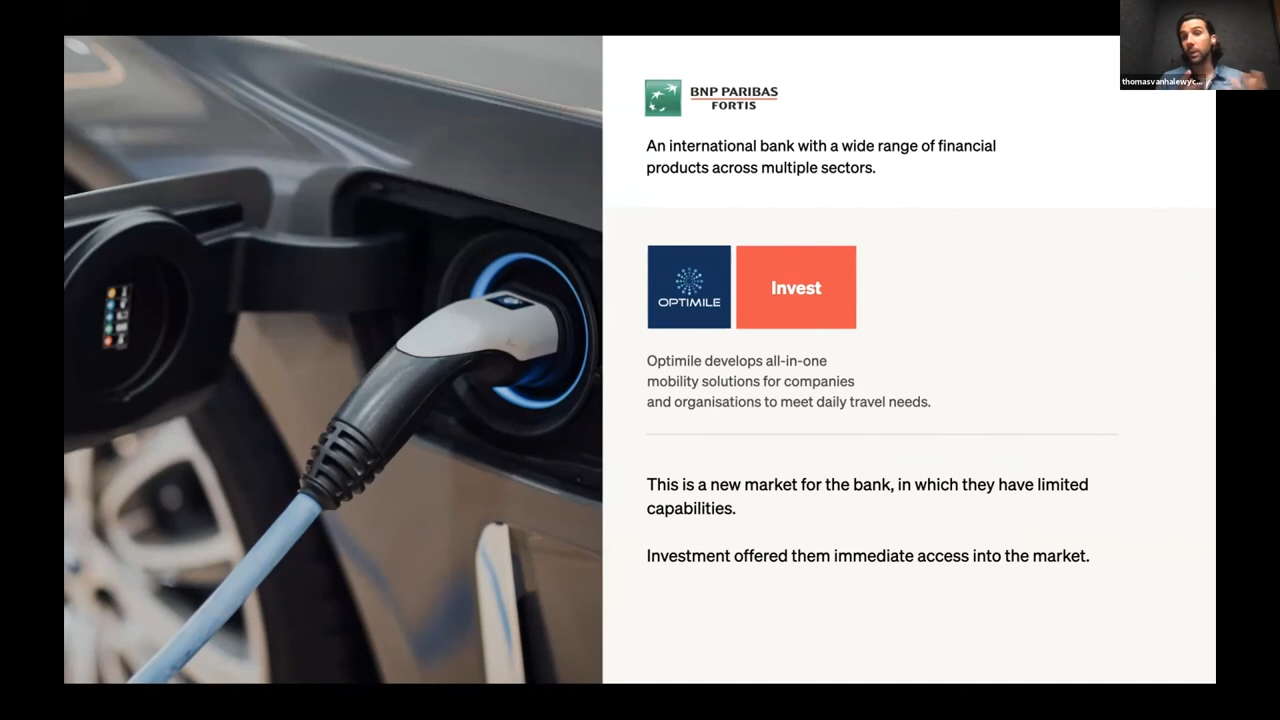 thomasvanhalewyc...
BNP PARIBAS
FORTIS
An international bank with a wide range of financial
products across multiple sectors.
OPTIMILE
Invest
Optimile develops all-in-one
mobility solutions for companies
and organisations to meet daily travel needs.
This is a new market for the bank, in which they have limited
capabilities.
Investment offered them immediate access into the market.